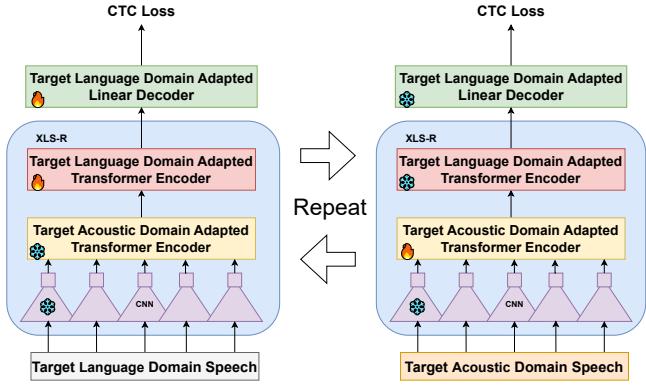 CTC Loss
Target Language Domain Adapted
Linear Decoder
XLS-R
Target Language Domain Adapted
Transformer Encoder
Target Acoustic Domain Adapted
Transformer Encoder
CNN
Target Language Domain Speech
Repeat
CTC Loss
Target Language Domain Adapted
Linear Decoder
XLS-R
Target Language Domain Adapted
Transformer Encoder
Target Acoustic Domain Adapted
Transformer Encoder
CNN
Target Acoustic Domain Speech